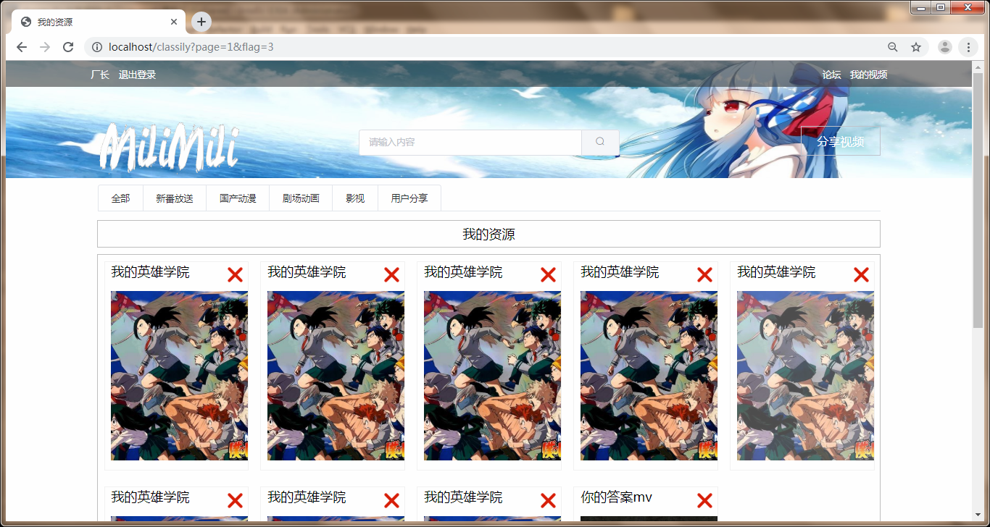 我的资源
localhost/classily?page=1&flag=3
厂长 退出登录 论坛 我的视频
MiliMili 请输入内容 分享视频
全部 新番放送 国产动漫 剧场动画 影视 用户分享
我的资源
我的英雄学院 我的英雄学院 我的英雄学院 我的英雄学院 我的英雄学院
我的英雄学院 我的英雄学院 我的英雄学院 你的答案mv